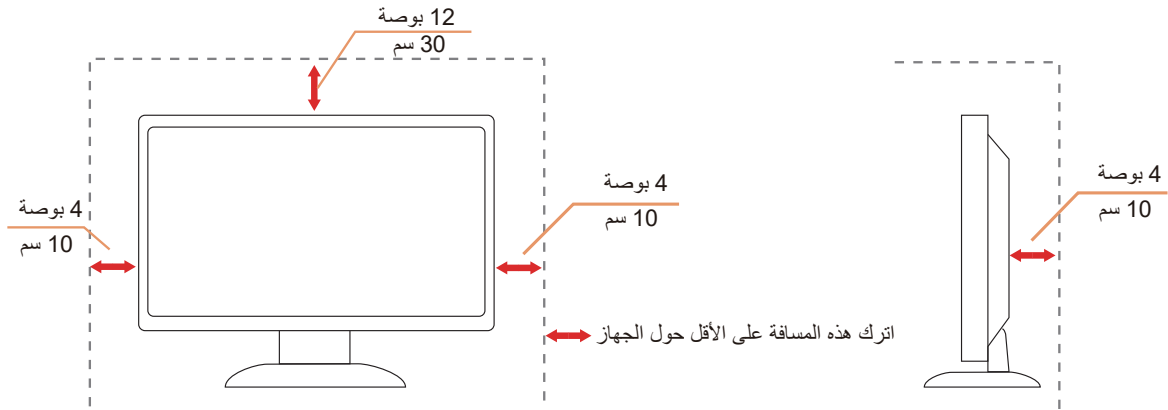 12 بوصة
30 سم
4 بوصة
10 سم
4 بوصة
10 سم
4 بوصة
10 سم
اترك هذه المسافة على الأقل حول الجهاز